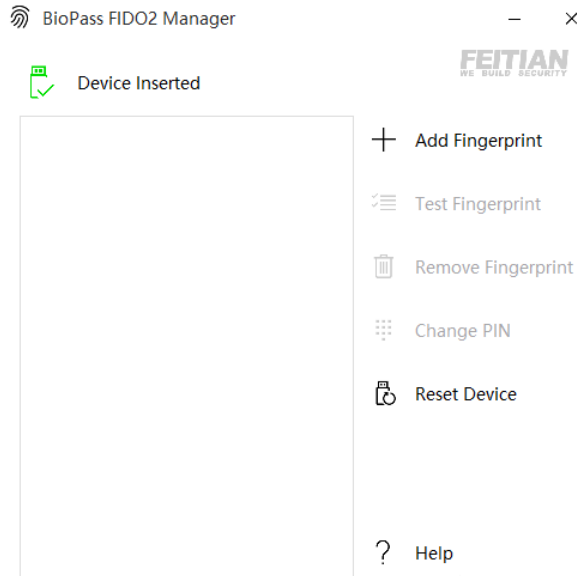 BioPass FIDO2 Manager
FEITIAN
WE BUILD SECURITY
Device Inserted
Add Fingerprint
Test Fingerprint
Remove Fingerprint
Change PIN
Reset Device
? Help